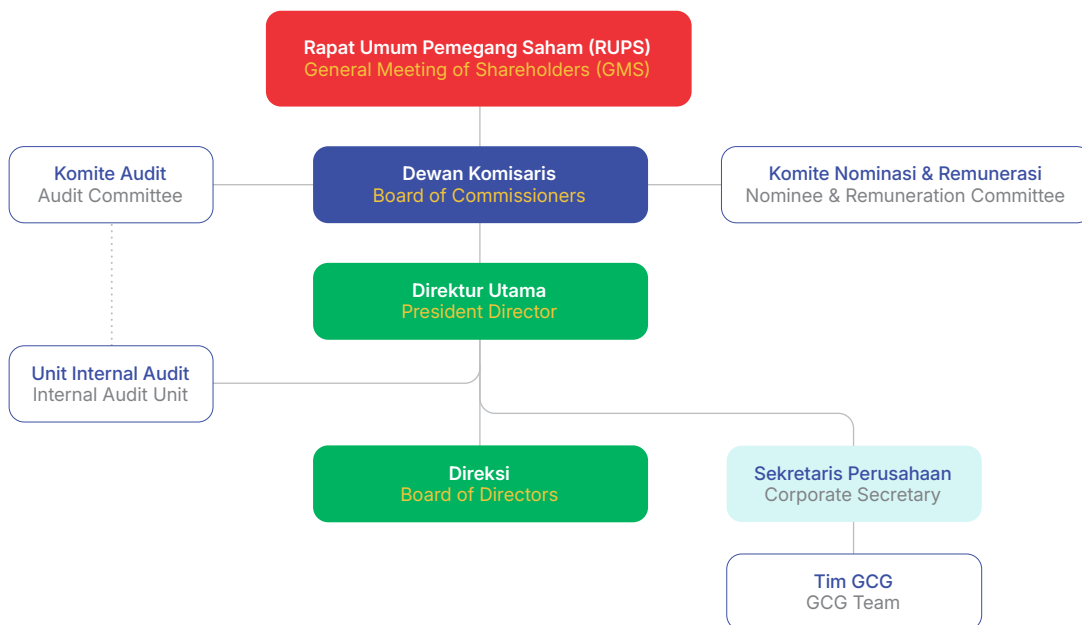 Rapat Umum Pemegang Saham (RUPS)
General Meeting of Shareholders (GMS)
Komite Audit
Audit Committee
Dewan Komisaris
Board of Commissioners
Komite Nominasi & Remunerasi
Nominee & Remuneration Committee
Direktur Utama
President Director
Unit Internal Audit
Internal Audit Unit
Direksi
Board of Directors
Sekretaris Perusahaan
Corporate Secretary
Tim GCG
GCG Team